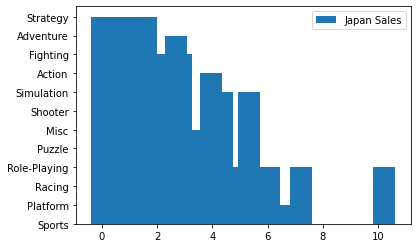 Japan Sales
Strategy
Adventure
Fighting
Action
Simulation
Shooter
Misc
Puzzle
Role-Playing
Racing
Platform
Sports
0 2 4 6 8 10